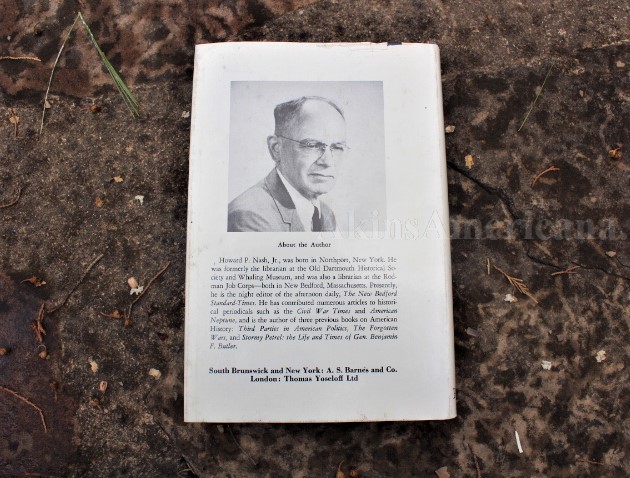 AkinsAmericana.
About the Author
Howard P. Nash, Jr., was born in Northport, New York. He
was formerly the librarian at the Old Dartmouth Historical So-
ciety and Whaling Museum, and was also a librarian at the Rod-
man Job Corps—both in New Bedford, Massachusetts. Presently,
he is the night editor of the afternoon daily, The New Bedford
Standard-Times. He has contributed numerous articles to histori-
cal periodicals such as the Civil War Times and American
Neptune, and is the author of three previous books on American
History: Third Parties in American Politics, The Forgotten
Wars, and Stormy Petrel: the Life and Times of Gen. Benjamin
F. Butler.
South Brunswick and New York: A. S. Barnes and Co.
London: Thomas Yoseloff Ltd